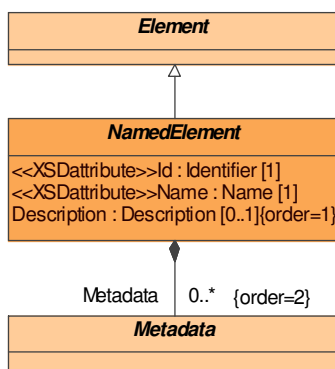 Element
NamedElement
<<XSDattribute>>Id : Identifier [1]
<<XSDattribute>>Name : Name [1]
Description : Description [0..1]{order=1}
Metadata 0..* {order=2}
Metadata